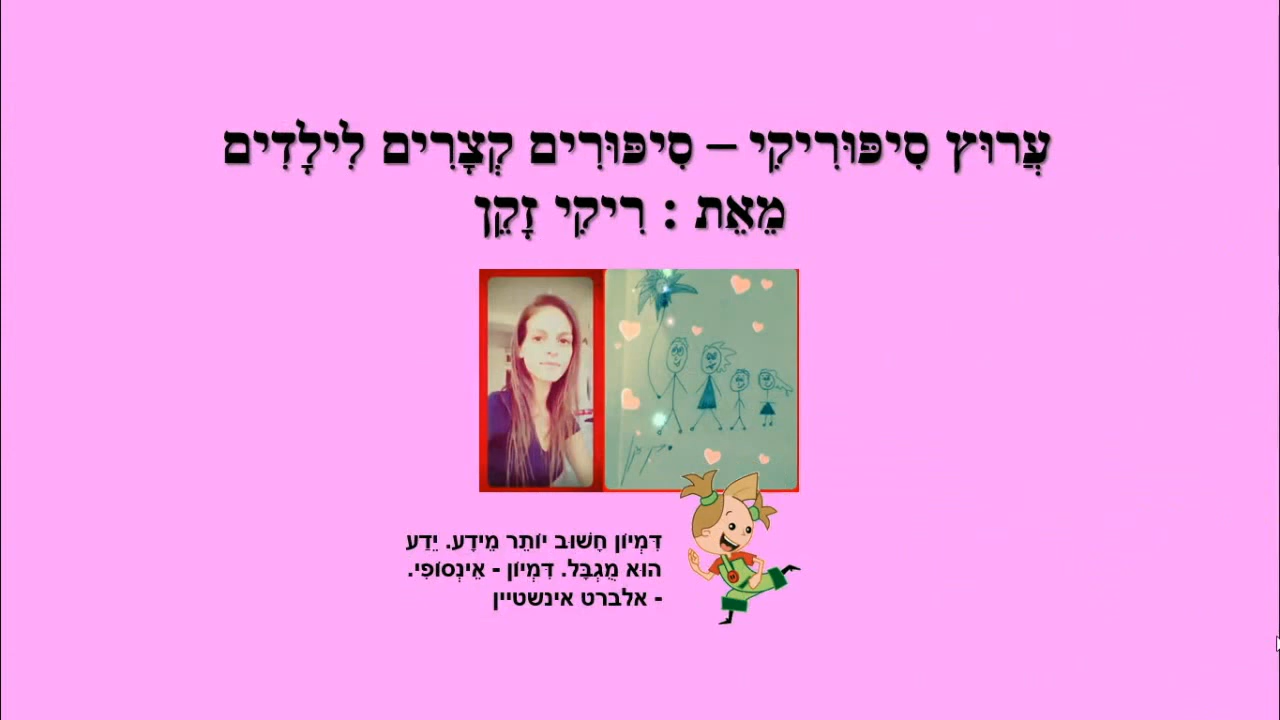 עֲרוּץ סִיפּוּרִיקִי – סִיפּוּרִים קְצָרִים לִילָדִים
מֵאֵת : רִיקִי זָקֵן
דִּמְיוֹן חָשׁוּב יוֹתֵר מֵידָע. יֵדַע
הוּא מֻגְבָּל. דִּמְיוֹן - אֵינְסוֹפִי.
- אלברט אינשטיין